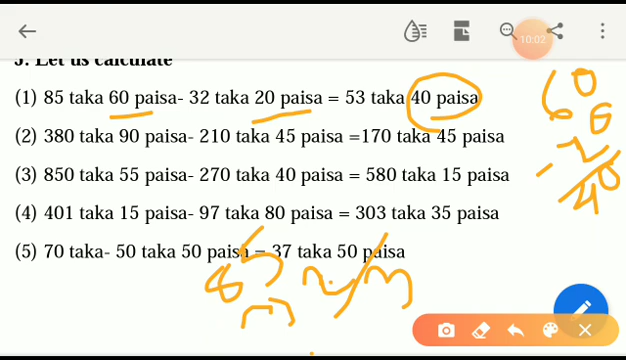 10:02
3. Let us calculate
(1) 85 taka 60 paisa- 32 taka 20 paisa = 53 taka 40 paisa
(2) 380 taka 90 paisa- 210 taka 45 paisa =170 taka 45 paisa
(3) 850 taka 55 paisa- 270 taka 40 paisa = 580 taka 15 paisa
(4) 401 taka 15 paisa- 97 taka 80 paisa = 303 taka 35 paisa
(5) 70 taka- 50 taka 50 paisa = 37 taka 50 paisa